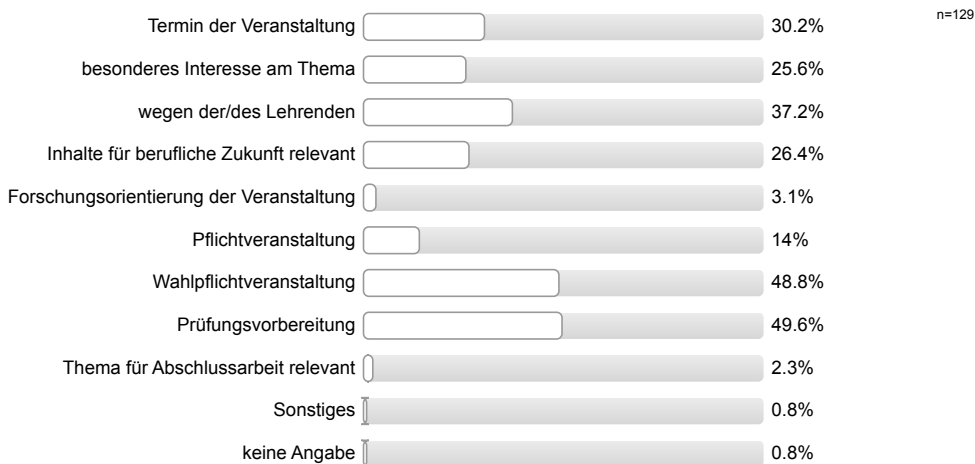 n=129
Termin der Veranstaltung 30.2%
besonderes Interesse am Thema 25.6%
wegen der/des Lehrenden 37.2%
Inhalte für berufliche Zukunft relevant 26.4%
Forschungsorientierung der Veranstaltung 3.1%
Pflichtveranstaltung 14%
Wahlpflichtveranstaltung 48.8%
Prüfungsvorbereitung 49.6%
Thema für Abschlussarbeit relevant 2.3%
Sonstiges 0.8%
keine Angabe 0.8%